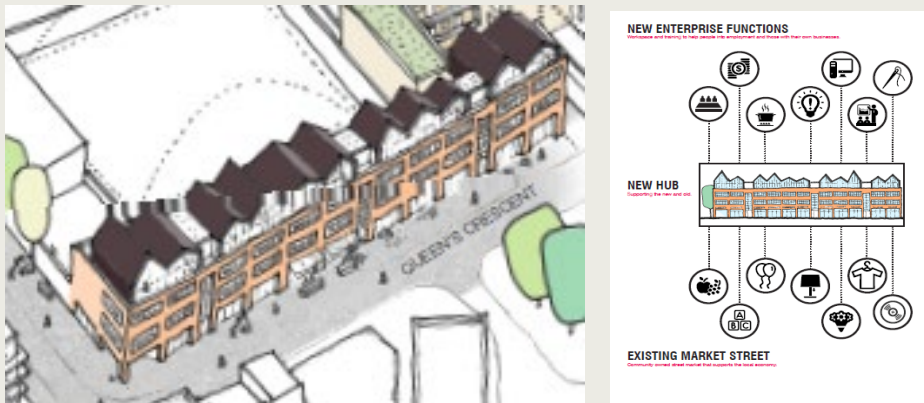 QUEEN'S CRESCENT
NEW ENTERPRISE FUNCTIONS
Workspace and training to help people into employment and those with their own businesses.
$
NEW HUB
Supporting the new and old.
A
B C
EXISTING MARKET STREET
Community owned street market that supports the local economy.